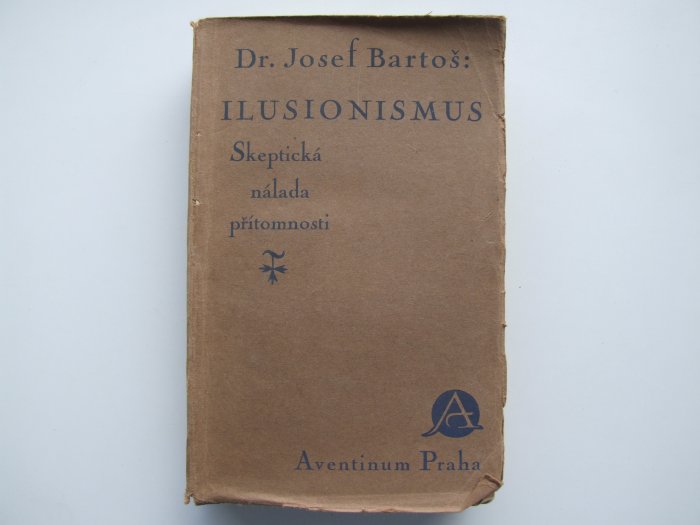 Dr. Josef Bartoš:
ILUSIONISMUS
Skeptická
nálada
přítomnosti
A
Aventinum Praha